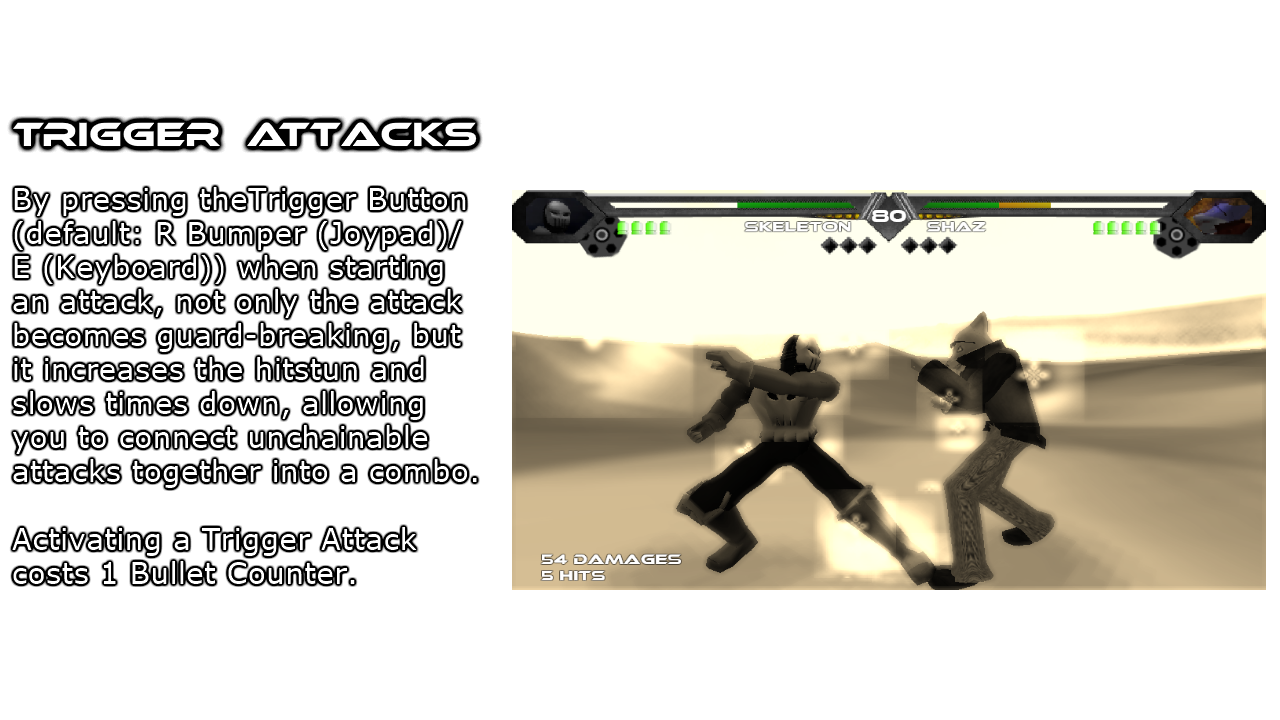 TRIGGER ATTACKS
By pressing theTrigger Button
(default: R Bumper (Joypad)/
E (Keyboard)) when starting
an attack, not only the attack
becomes guard-breaking, but
it increases the hitstun and
slows times down, allowing
you to connect unchainable
attacks together into a combo.
Activating a Trigger Attack
costs 1 Bullet Counter.
80
SKELETON SHAZ
54 DAMAGES
5 HITS